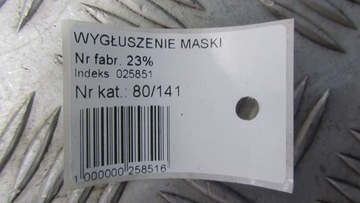 WYGŁUSZENIE MASKI
Nr fabr. 23%
Indeks 025851
Nr kat.: 80/141
1 000000 258516